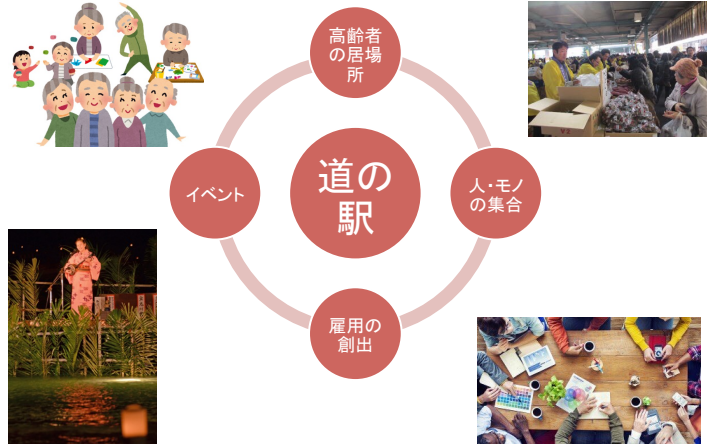 高齢者
の居場
所
道の
駅
イベント
人・モノ
の集合
雇用の
創出